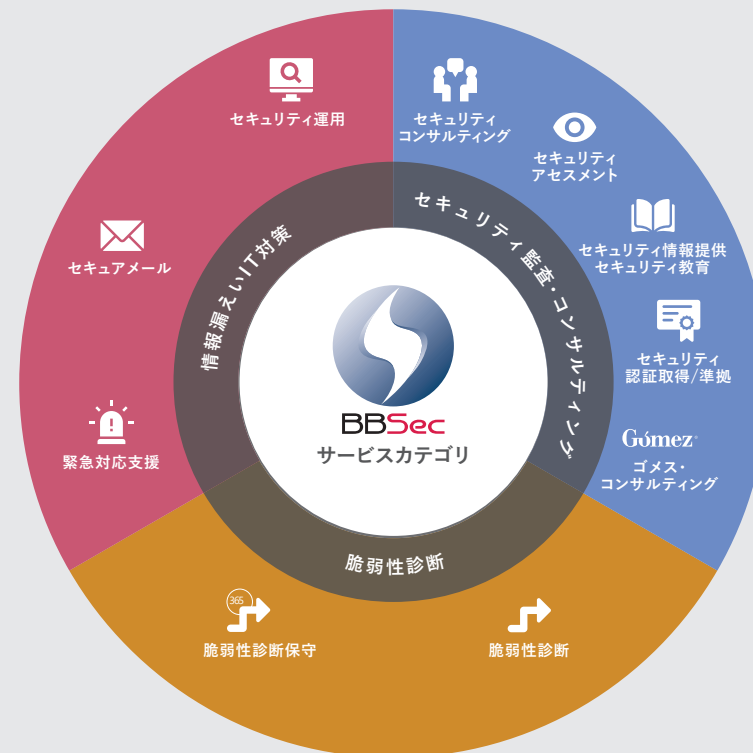 セキュリティ運用
セキュアメール
緊急対応支援
情報漏えいIT対策
セキュリティ
コンサルティング
セキュリティ
アセスメント
セキュリティ情報提供
セキュリティ教育
セキュリティ
認証取得/準拠
Gómez
ゴメス・
コンサルティング
セキュリティ監査・コンサルティング
BBSec
サービスカテゴリ
脆弱性診断
365
脆弱性診断保守
脆弱性診断